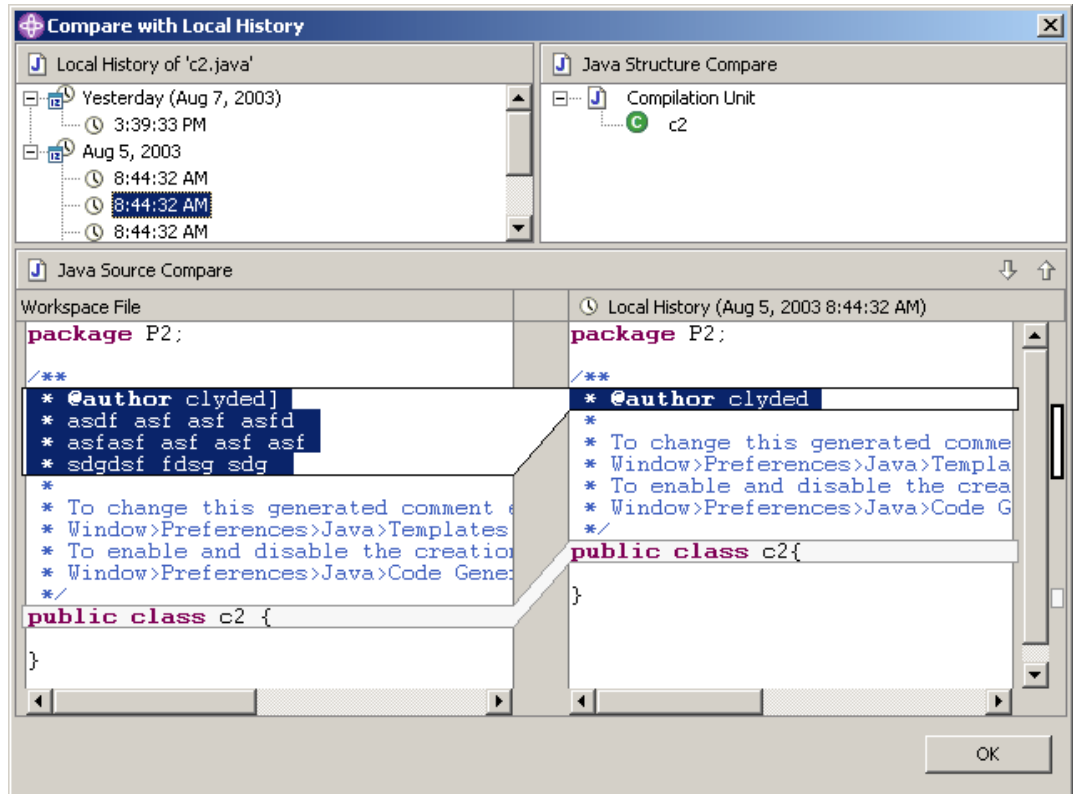 Compare with Local History
Local History of 'c2.java'
Yesterday (Aug 7, 2003)
3:39:33 PM
Aug 5, 2003
8:44:32 AM
8:44:32 AM
8:44:32 AM
Java Structure Compare
Compilation Unit
c2
Java Source Compare
Workspace File
package P2;
/**
* @author clyded]
* asdf asf asf asfd
* asfasf asf asf asf
* sdgdsf fdsg sdg
*
* To change this generated comment
* Window>Preferences>Java>Templates
* To enable and disable the creation
* Window>Preferences>Java>Code Gene
*/
public class c2 {
}
Local History (Aug 5, 2003 8:44:32 AM)
package P2;
/**
* @author clyded
*
* To change this generated comme
* Window>Preferences>Java>Templa
* To enable and disable the crea
* Window>Preferences>Java>Code G
*/
public class c2{
}
OK